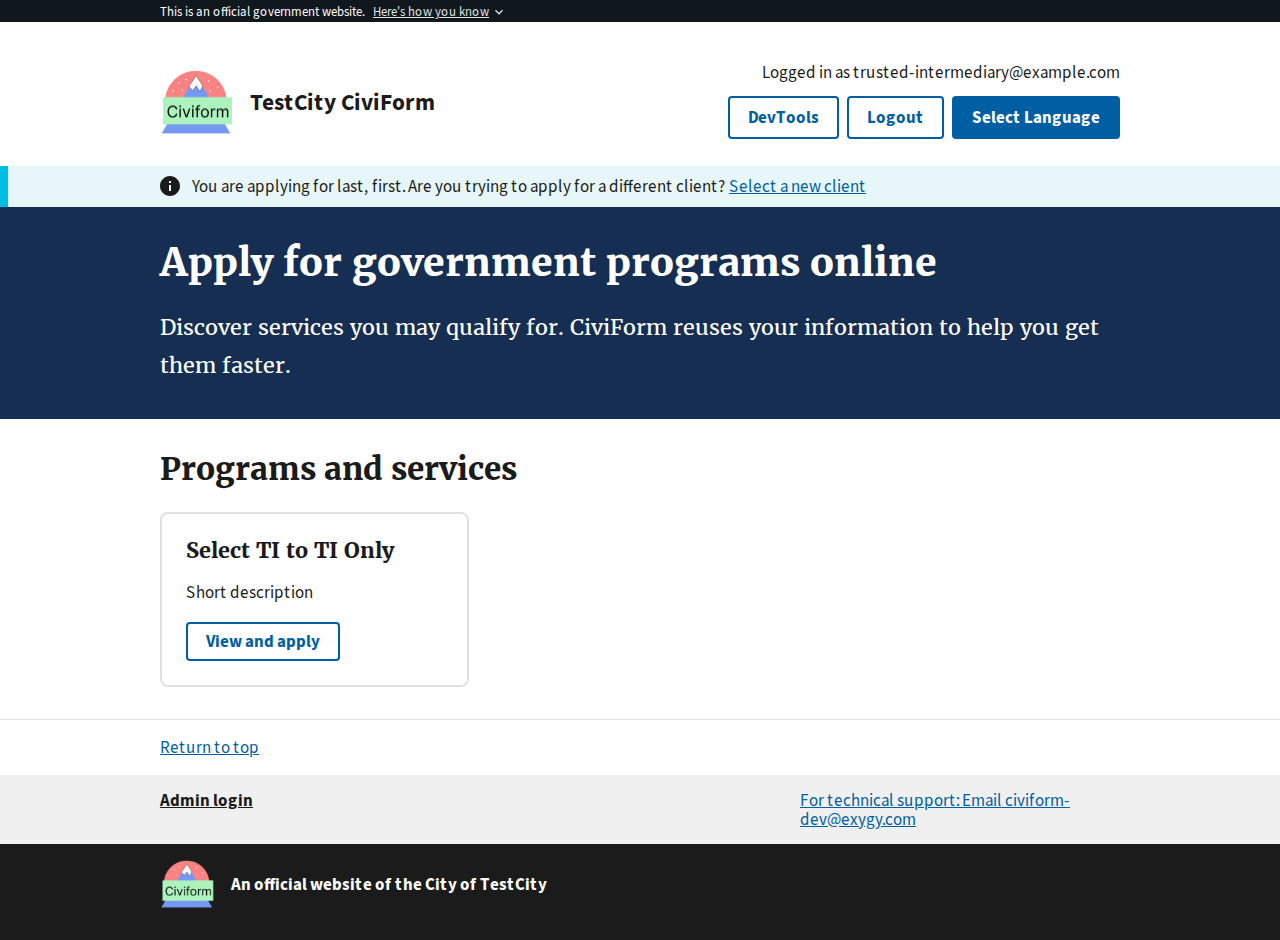 This is an official government website. Here's how you know
Civiform
TestCity CiviForm
Logged in as trusted-intermediary@example.com
DevTools
Logout
Select Language
You are applying for last, first. Are you trying to apply for a different client? Select a new client
Apply for government programs online
Discover services you may qualify for. CiviForm reuses your information to help you get
them faster.
Programs and services
Select TI to TI Only
Short description
View and apply
Return to top
Admin login
For technical support: Email civiform-
dev@exygy.com
Civiform
An official website of the City of TestCity